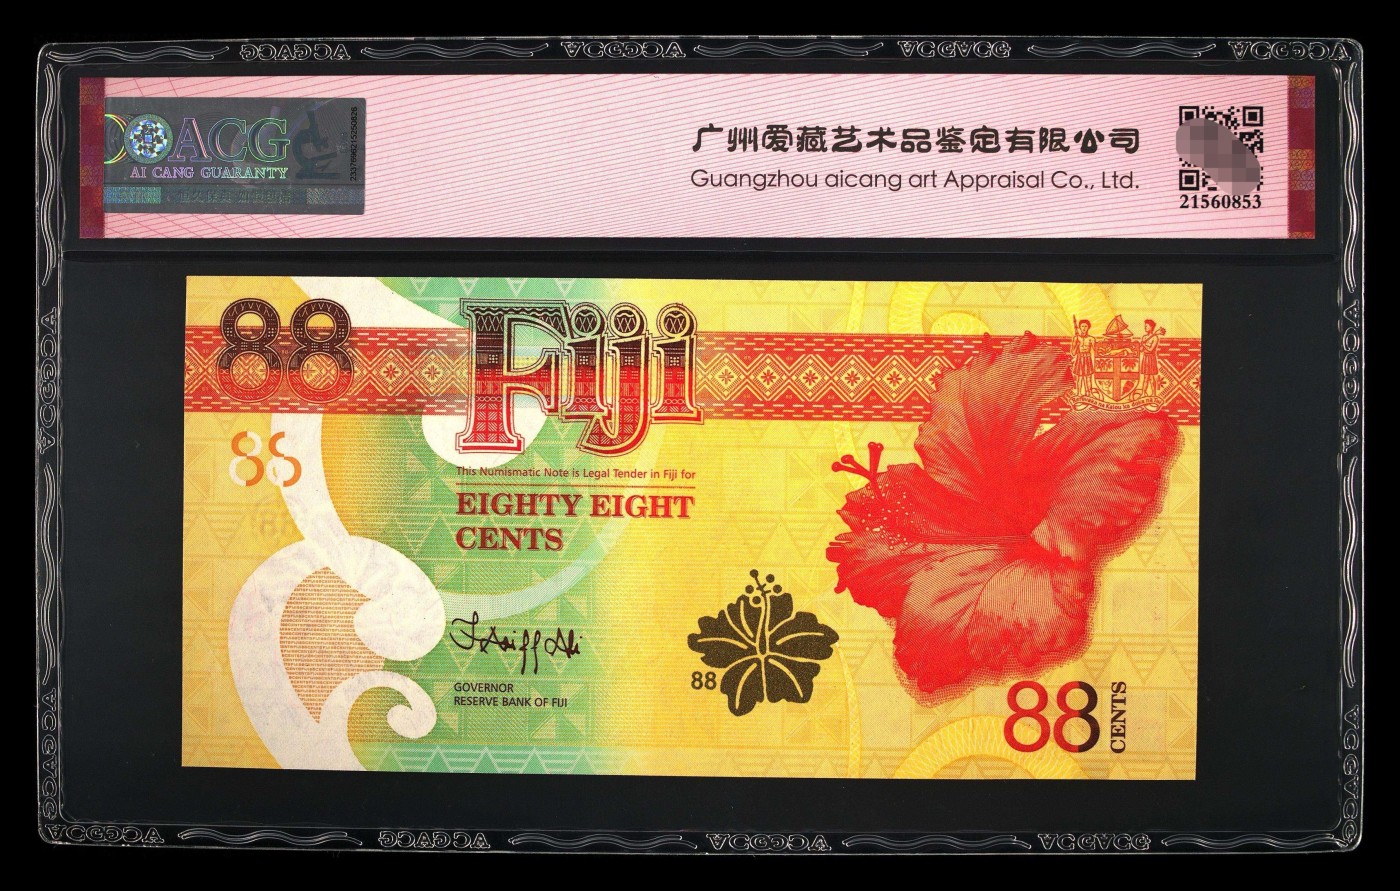 ACG
AI CANG GUARANTY
广州爱藏艺术品鉴定有限公司
Guangzhou aicang art Appraisal Co., Ltd.
21560853
88
Fiji
88
This Numismatic Note is Legal Tender in Fiji for
EIGHTY EIGHT
CENTS
GOVERNOR
RESERVE BANK OF FIJI
88
88
CENTS